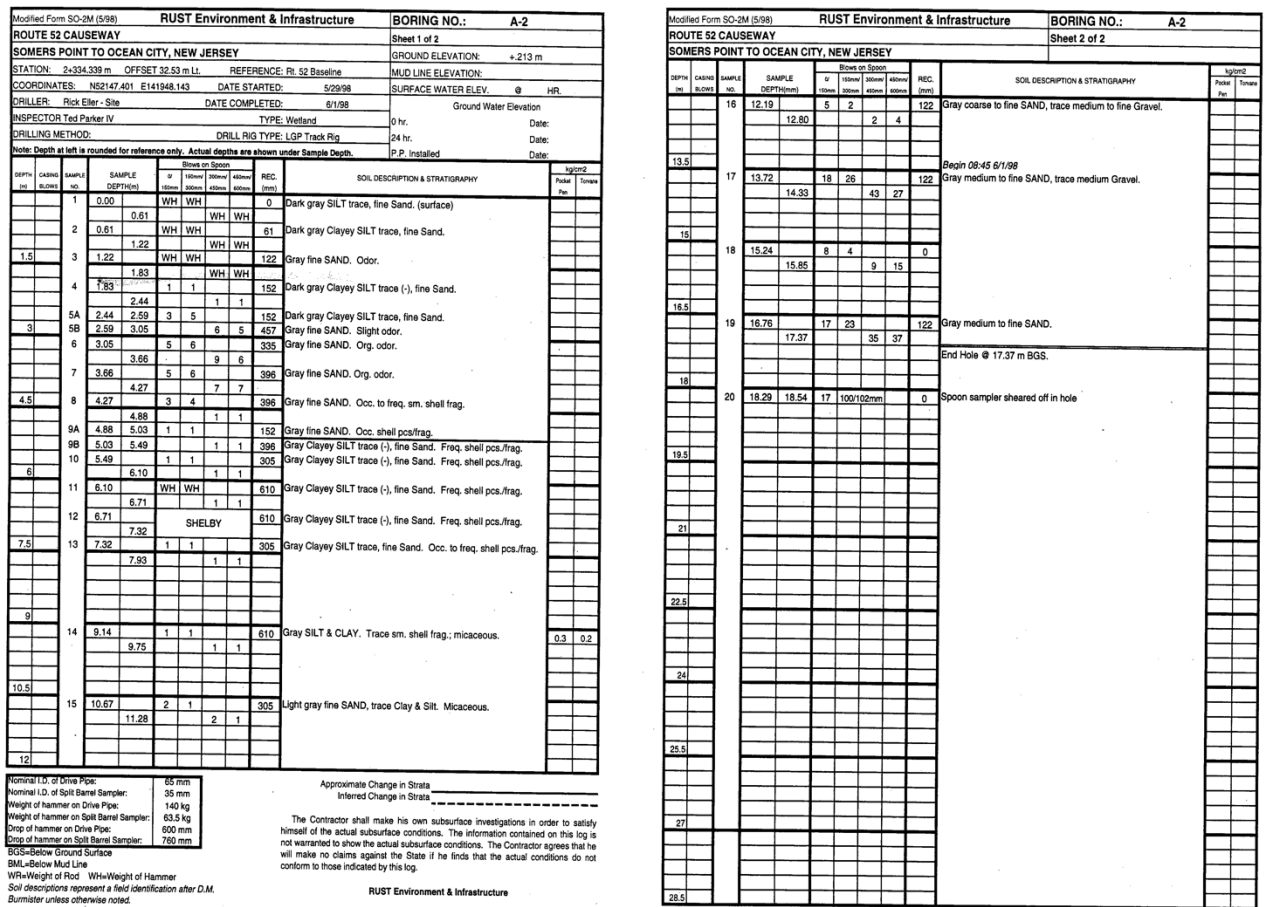 Modified Form SO-2M (5/98) RUST Environment & Infrastructure BORING NO.: A-2
ROUTE 52 CAUSEWAY Sheet 1 of 2
SOMERS POINT TO OCEAN CITY, NEW JERSEY GROUND ELEVATION: +.213 m
STATION: 2+334.339 m OFFSET 32.53 m Lt. REFERENCE: Rt. 52 Baseline MUD LINE ELEVATION:
COORDINATES: N52147.401 E141948.143 DATE STARTED: 5/29/98 SURFACE WATER ELEV. @ HR.
DRILLER: Rick Eller - Site DATE COMPLETED: 6/1/98 Ground Water Elevation
INSPECTOR Ted Parker IV TYPE: Wetland 0 hr. Date:
DRILLING METHOD: DRILL RIG TYPE: LGP Track Rig 24 hr. Date:
Note: Depth at left is rounded for reference only. Actual depths are shown under Sample Depth. P.P. Installed Date:
Blows on Spoon kg/cm2
DEPTH CASING SAMPLE SAMPLE 0/ 150mm/ 300mm/ 450mm/ REC. SOIL DESCRIPTION & STRATIGRAPHY Pocket Torvane
(m) BLOWS NO. DEPTH(m) 150mm 300mm 450mm 600mm (mm) Pen
1 0.00 WH WH 0 Dark gray SILT trace, fine Sand. (surface)
0.61 WH WH
2 0.61 WH WH 61 Dark gray Clayey SILT trace, fine Sand.
1.22 WH WH
1.5 3 1.22 WH WH 122 Gray fine SAND. Odor.
1.83 WH WH
4 1.83 1 1 152 Dark gray Clayey SILT trace (-), fine Sand.
2.44 1 1
5A 2.44 2.59 3 5 152 Dark gray Clayey SILT trace, fine Sand.
3 5B 2.59 3.05 6 5 457 Gray fine SAND. Slight odor.
6 3.05 5 6 335 Gray fine SAND. Org. odor.
3.66 9 6
7 3.66 5 6 396 Gray fine SAND. Org. odor.
4.27 7 7
4.5 8 4.27 3 4 396 Gray fine SAND. Occ. to freq. sm. shell frag.
4.88 1 1
9A 4.88 5.03 1 1 152 Gray fine SAND. Occ. shell pcs/frag.
9B 5.03 5.49 1 1 396 Gray Clayey SILT trace (-), fine Sand. Freq. shell pcs./frag.
10 5.49 1 1 305 Gray Clayey SILT trace (-), fine Sand. Freq. shell pcs./frag.
6 6.10 1 1
11 6.10 WH WH 610 Gray Clayey SILT trace (-), fine Sand. Freq. shell pcs./frag.
6.71 1 1
12 6.71 SHELBY 610 Gray Clayey SILT trace (-), fine Sand. Freq. shell pcs./frag.
7.32
7.5 13 7.32 1 1 305 Gray Clayey SILT trace, fine Sand. Occ. to freq. shell pcs./frag.
7.93 1 1
9
14 9.14 1 1 610 Gray SILT & CLAY. Trace sm. shell frag.; micaceous. 0.3 0.2
9.75 1 1
10.5
15 10.67 2 1 305 Light gray fine SAND, trace Clay & Silt. Micaceous.
11.28 2 1
12
Nominal I.D. of Drive Pipe: 65 mm
Nominal I.D. of Split Barrel Sampler: 35 mm
Weight of hammer on Drive Pipe: 140 kg
Weight of hammer on Split Barrel Sampler: 63.5 kg
Drop of hammer on Drive Pipe: 600 mm
Drop of hammer on Split Barrel Sampler: 760 mm
BGS=Below Ground Surface
BML=Below Mud Line
WR=Weight of Rod WH=Weight of Hammer
Soil descriptions represent a field identification after D.M.
Burmister unless otherwise noted.
Approximate Change in Strata
Inferred Change in Strata
The Contractor shall make his own subsurface investigations in order to satisfy
himself of the actual subsurface conditions. The information contained on this log is
not warranted to show the actual subsurface conditions. The Contractor agrees that he
will make no claims against the State if he finds that the actual conditions do not
conform to those indicated by this log.
RUST Environment & Infrastructure
Modified Form SO-2M (5/98) RUST Environment & Infrastructure BORING NO.: A-2
ROUTE 52 CAUSEWAY Sheet 2 of 2
SOMERS POINT TO OCEAN CITY, NEW JERSEY
Blows on Spoon kg/cm2
DEPTH CASING SAMPLE SAMPLE 0/ 150mm/ 300mm/ 450mm/ REC. SOIL DESCRIPTION & STRATIGRAPHY Pocket Torvane
(m) BLOWS NO. DEPTH(mm) 150mm 300mm 450mm 600mm (mm) Pen
16 12.19 5 2 122 Gray coarse to fine SAND, trace medium to fine Gravel.
12.80 2 4
13.5 Begin 08:45 6/1/98
17 13.72 18 26 122 Gray medium to fine SAND, trace medium Gravel.
14.33 43 27
15
18 15.24 8 4 0
15.85 9 15
16.5
19 16.76 17 23 122 Gray medium to fine SAND.
17.37 35 37
End Hole @ 17.37 m BGS.
18
20 18.29 18.54 17 100/102mm 0 Spoon sampler sheared off in hole
19.5
21
22.5
24
25.5
27
28.5